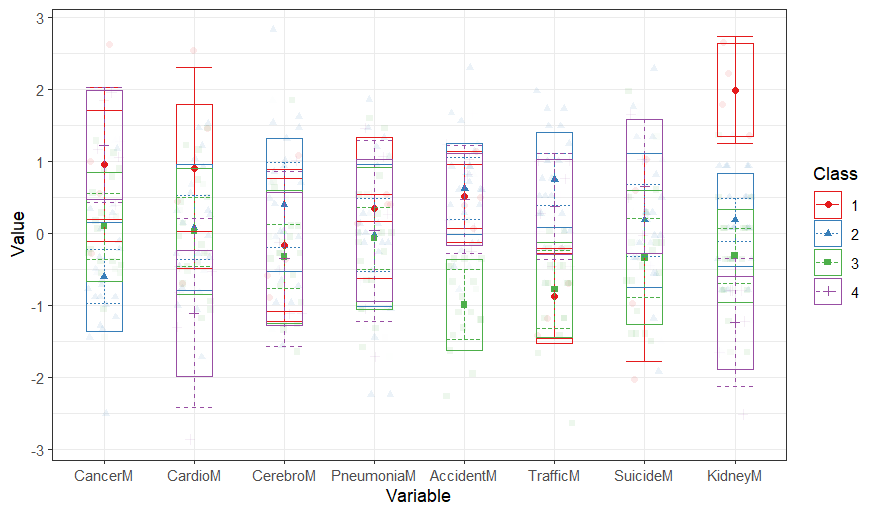 3
2
1
0
-1
-2
-3
Value
CancerM
CardioM
CerebroM
PneumoniaM
AccidentM
TrafficM
SuicideM
KidneyM
Variable
Class
1
2
3
4